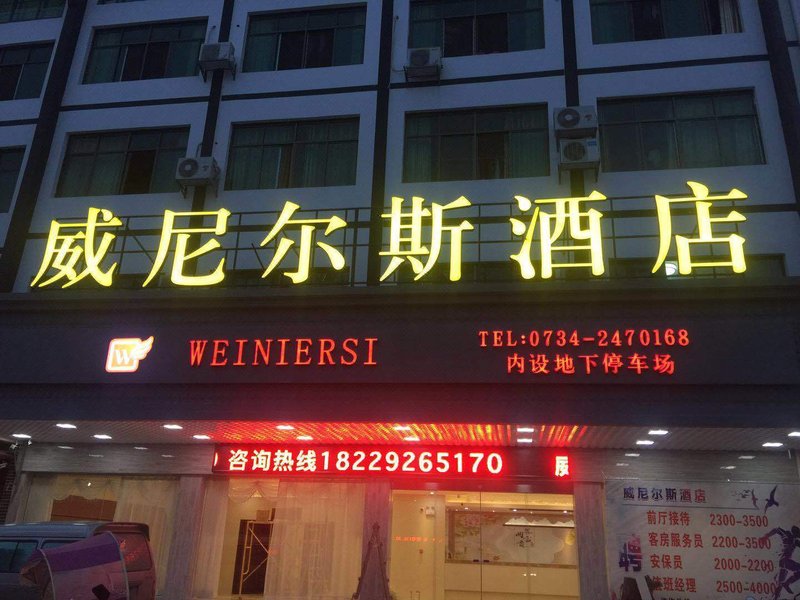 威尼尔斯酒店
W
WEINIERSI
TEL:0734-2470168
内设地下停车场
咨询热线18229265170
威尼斯酒店
前厅接待 2300-3500
客房服务员 2200-3500
安保员 2000-2200
值班经理 2500-4000
聘